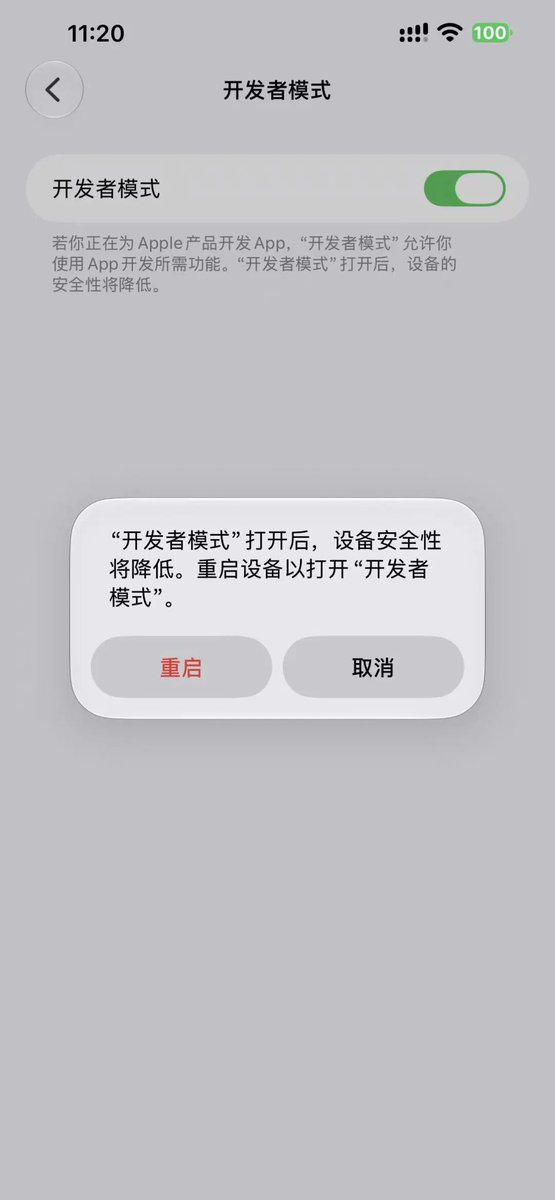 11:20
100
开发者模式
开发者模式
若你正在为 Apple 产品开发 App，“开发者模式” 允许你
使用 App 开发所需功能。“开发者模式” 打开后，设备的
安全性将降低。
“开发者模式” 打开后，设备安全性
将降低。重启设备以打开 “开发者
模式”。
重启
取消